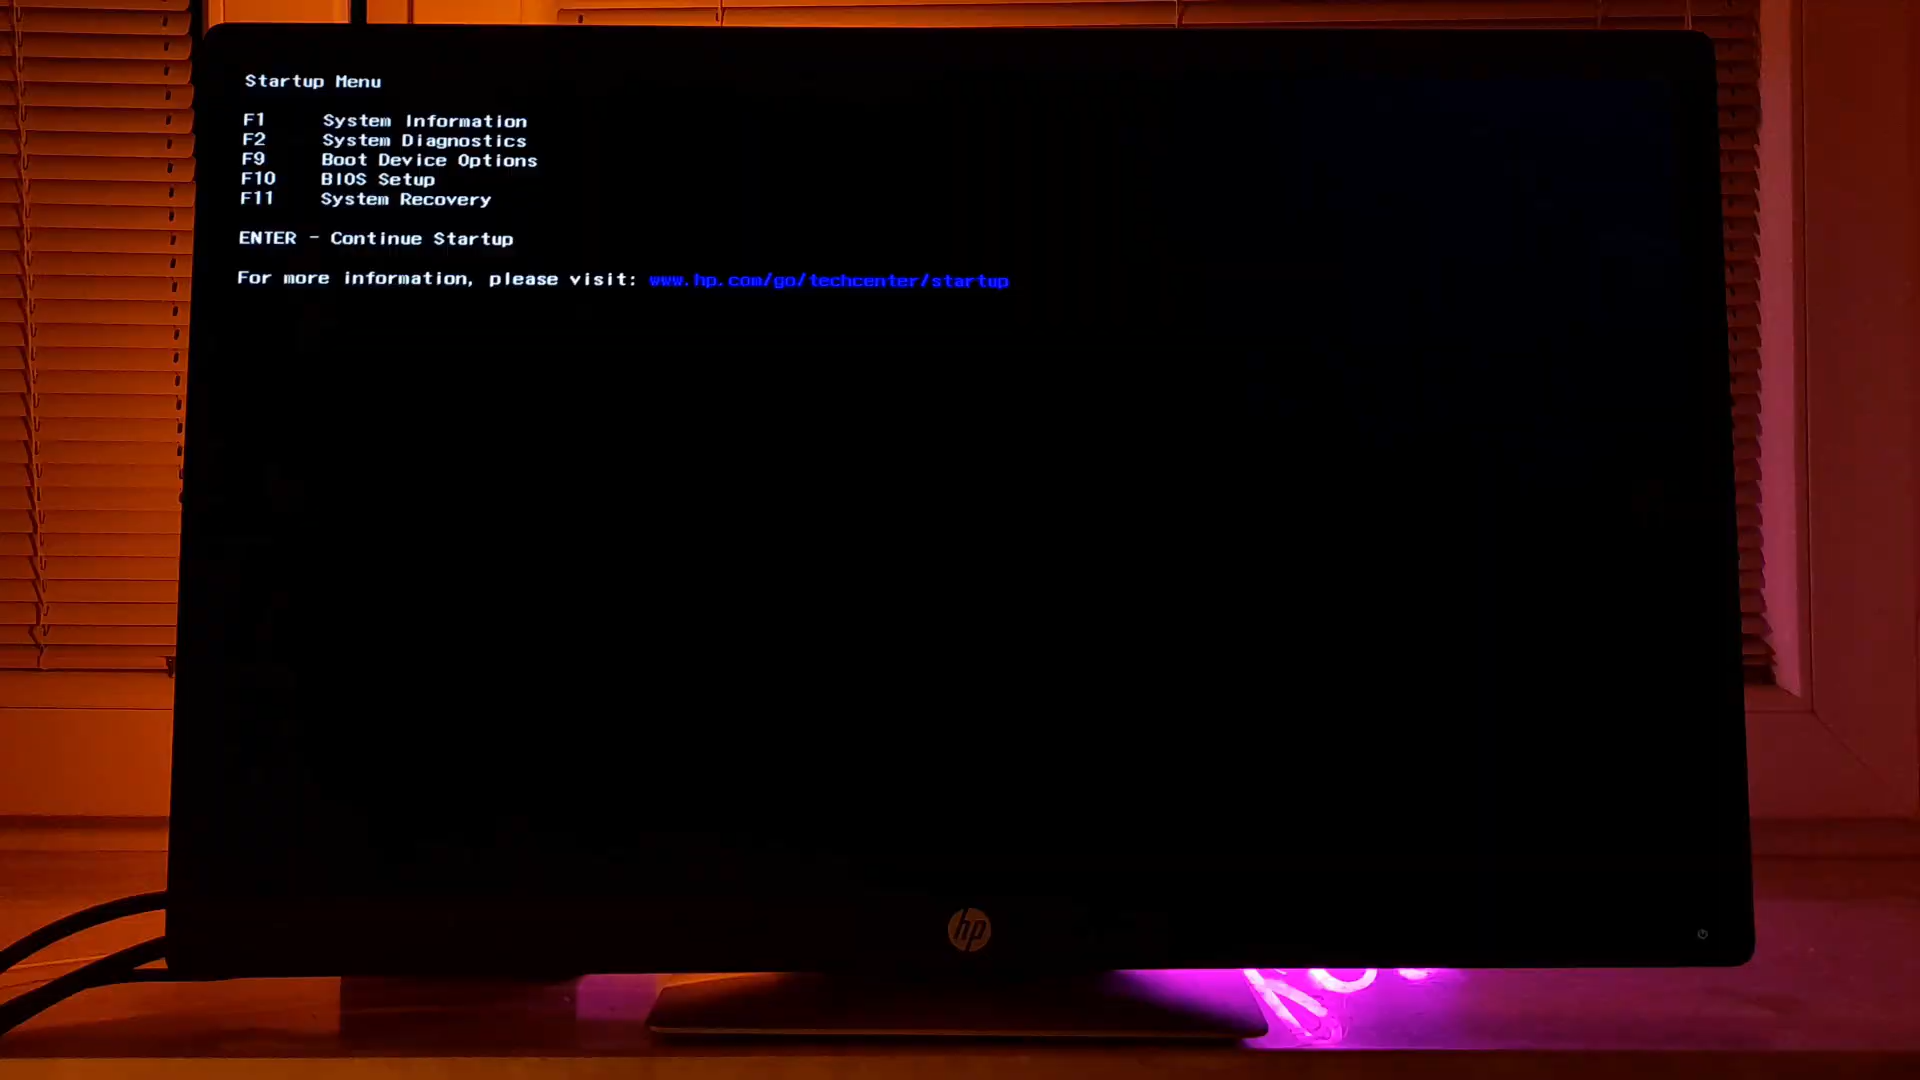 Startup Menu
F1 System Information
F2 System Diagnostics
F9 Boot Device Options
F10 BIOS Setup
F11 System Recovery
ENTER - Continue Startup
For more information, please visit: www.hp.com/go/techcenter/startup
hp